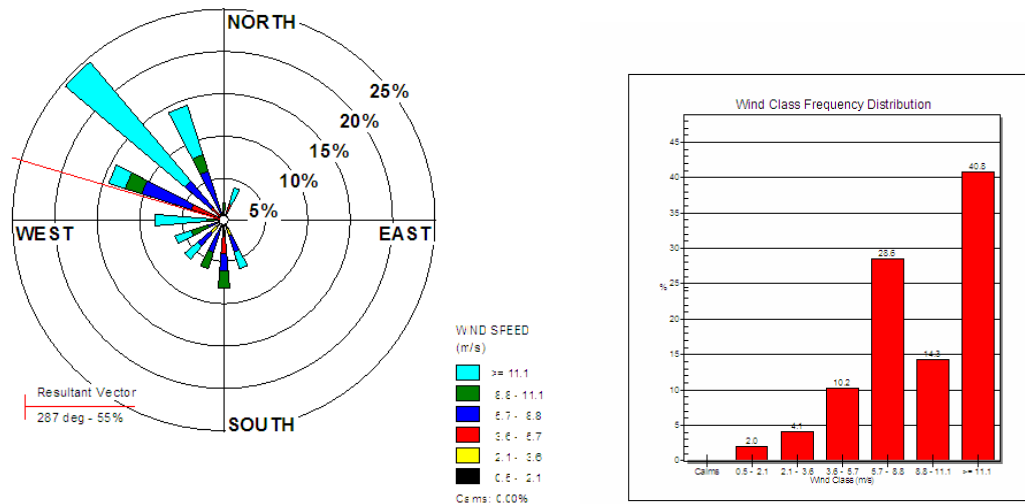 NORTH
25%
20%
15%
10%
5%
WEST
EAST
SOUTH
Resultant Vector
287 deg - 55%
WIND SPEED
(m/s)
>= 11.1
8.8 - 11.1
5.7 - 8.8
3.6 - 5.7
2.1 - 3.6
0.5 - 2.1
Calms: 0.00%
Wind Class Frequency Distribution
45
40
35
30
25
20
15
10
5
0
%
2.0
4.1
10.2
28.6
14.3
40.8
Calms
0.5 - 2.1
2.1 - 3.6
3.6 - 5.7
5.7 - 8.8
8.8 - 11.1
>= 11.1
Wind Class (m/s)